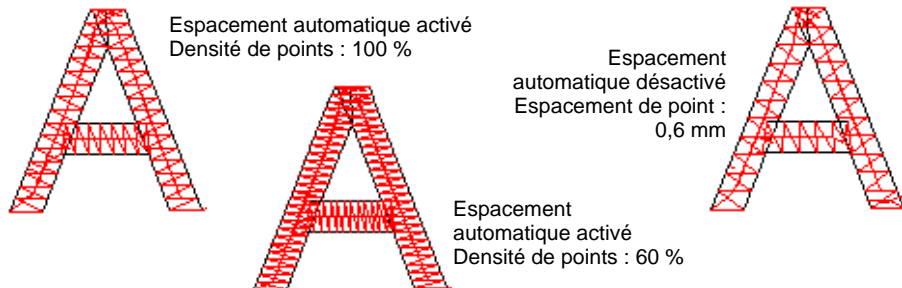 Espacement automatique activé
Densité de points : 100 %
Espacement
automatique désactivé
Espacement de point :
0,6 mm
Espacement
automatique activé
Densité de points : 60 %